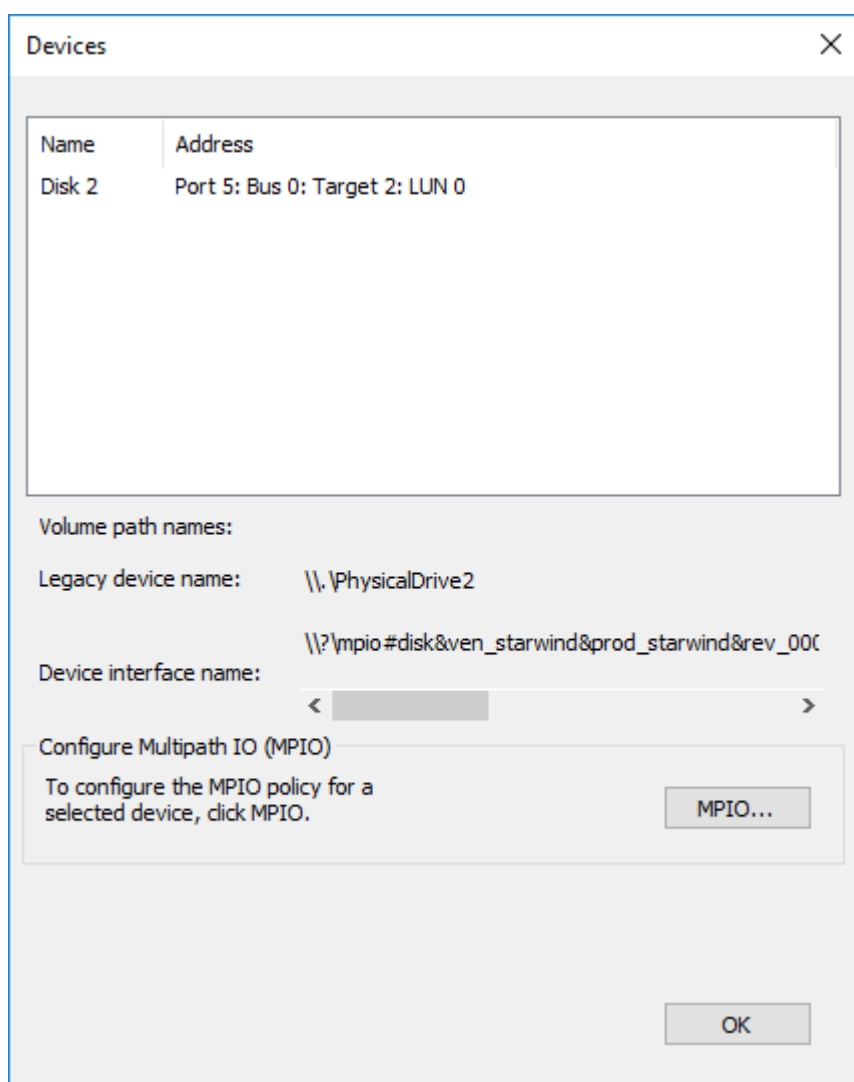 Devices
Name Address
Disk 2 Port 5: Bus 0: Target 2: LUN 0
Volume path names:
Legacy device name: \\.\PhysicalDrive2
\\?\mpio#disk&ven_starwind&prod_starwind&rev_000
Device interface name:
Configure Multipath IO (MPIO)
To configure the MPIO policy for a
selected device, click MPIO.
MPIO...
OK